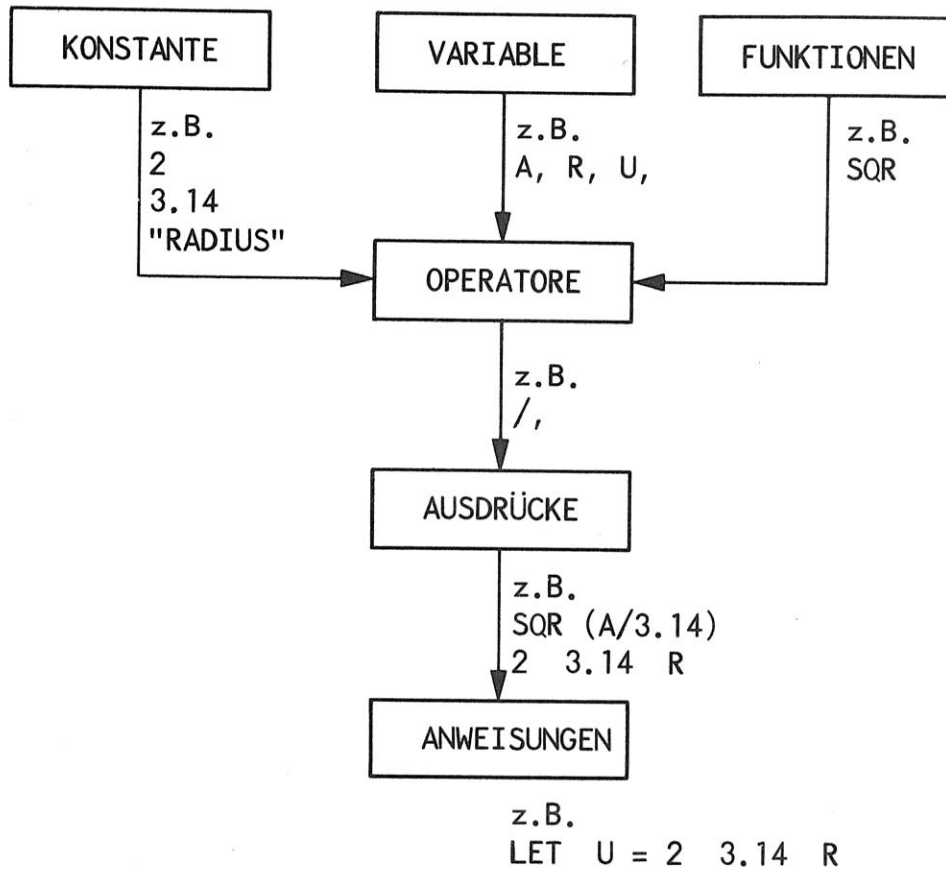 KONSTANTE
VARIABLE
FUNKTIONEN
z.B.
2
3.14
"RADIUS"
z.B.
A, R, U,
z.B.
SQR
OPERATORE
z.B.
/,
AUSDRÜCKE
z.B.
SQR (A/3.14)
2 3.14 R
ANWEISUNGEN
z.B.
LET U = 2 3.14 R